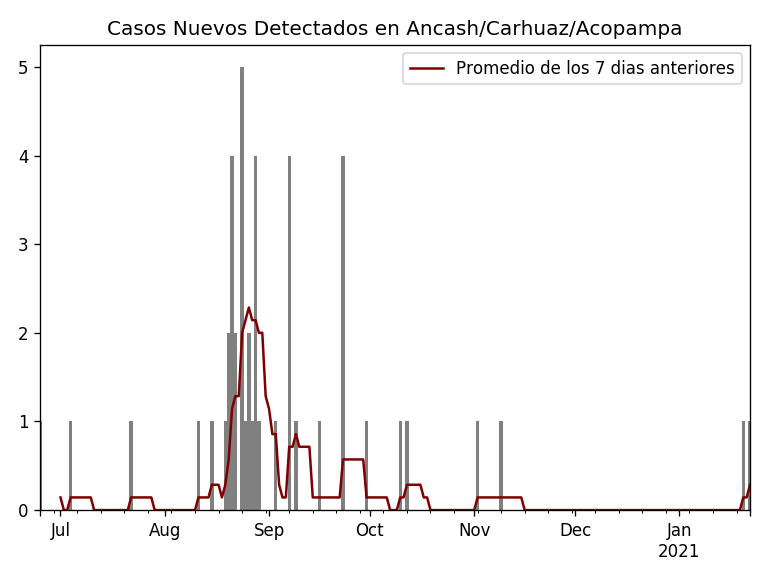 Casos Nuevos Detectados en Ancash/Carhuaz/Acopampa
Promedio de los 7 dias anteriores
5
4
3
2
1
0
Jul Aug Sep Oct Nov Dec Jan
2021